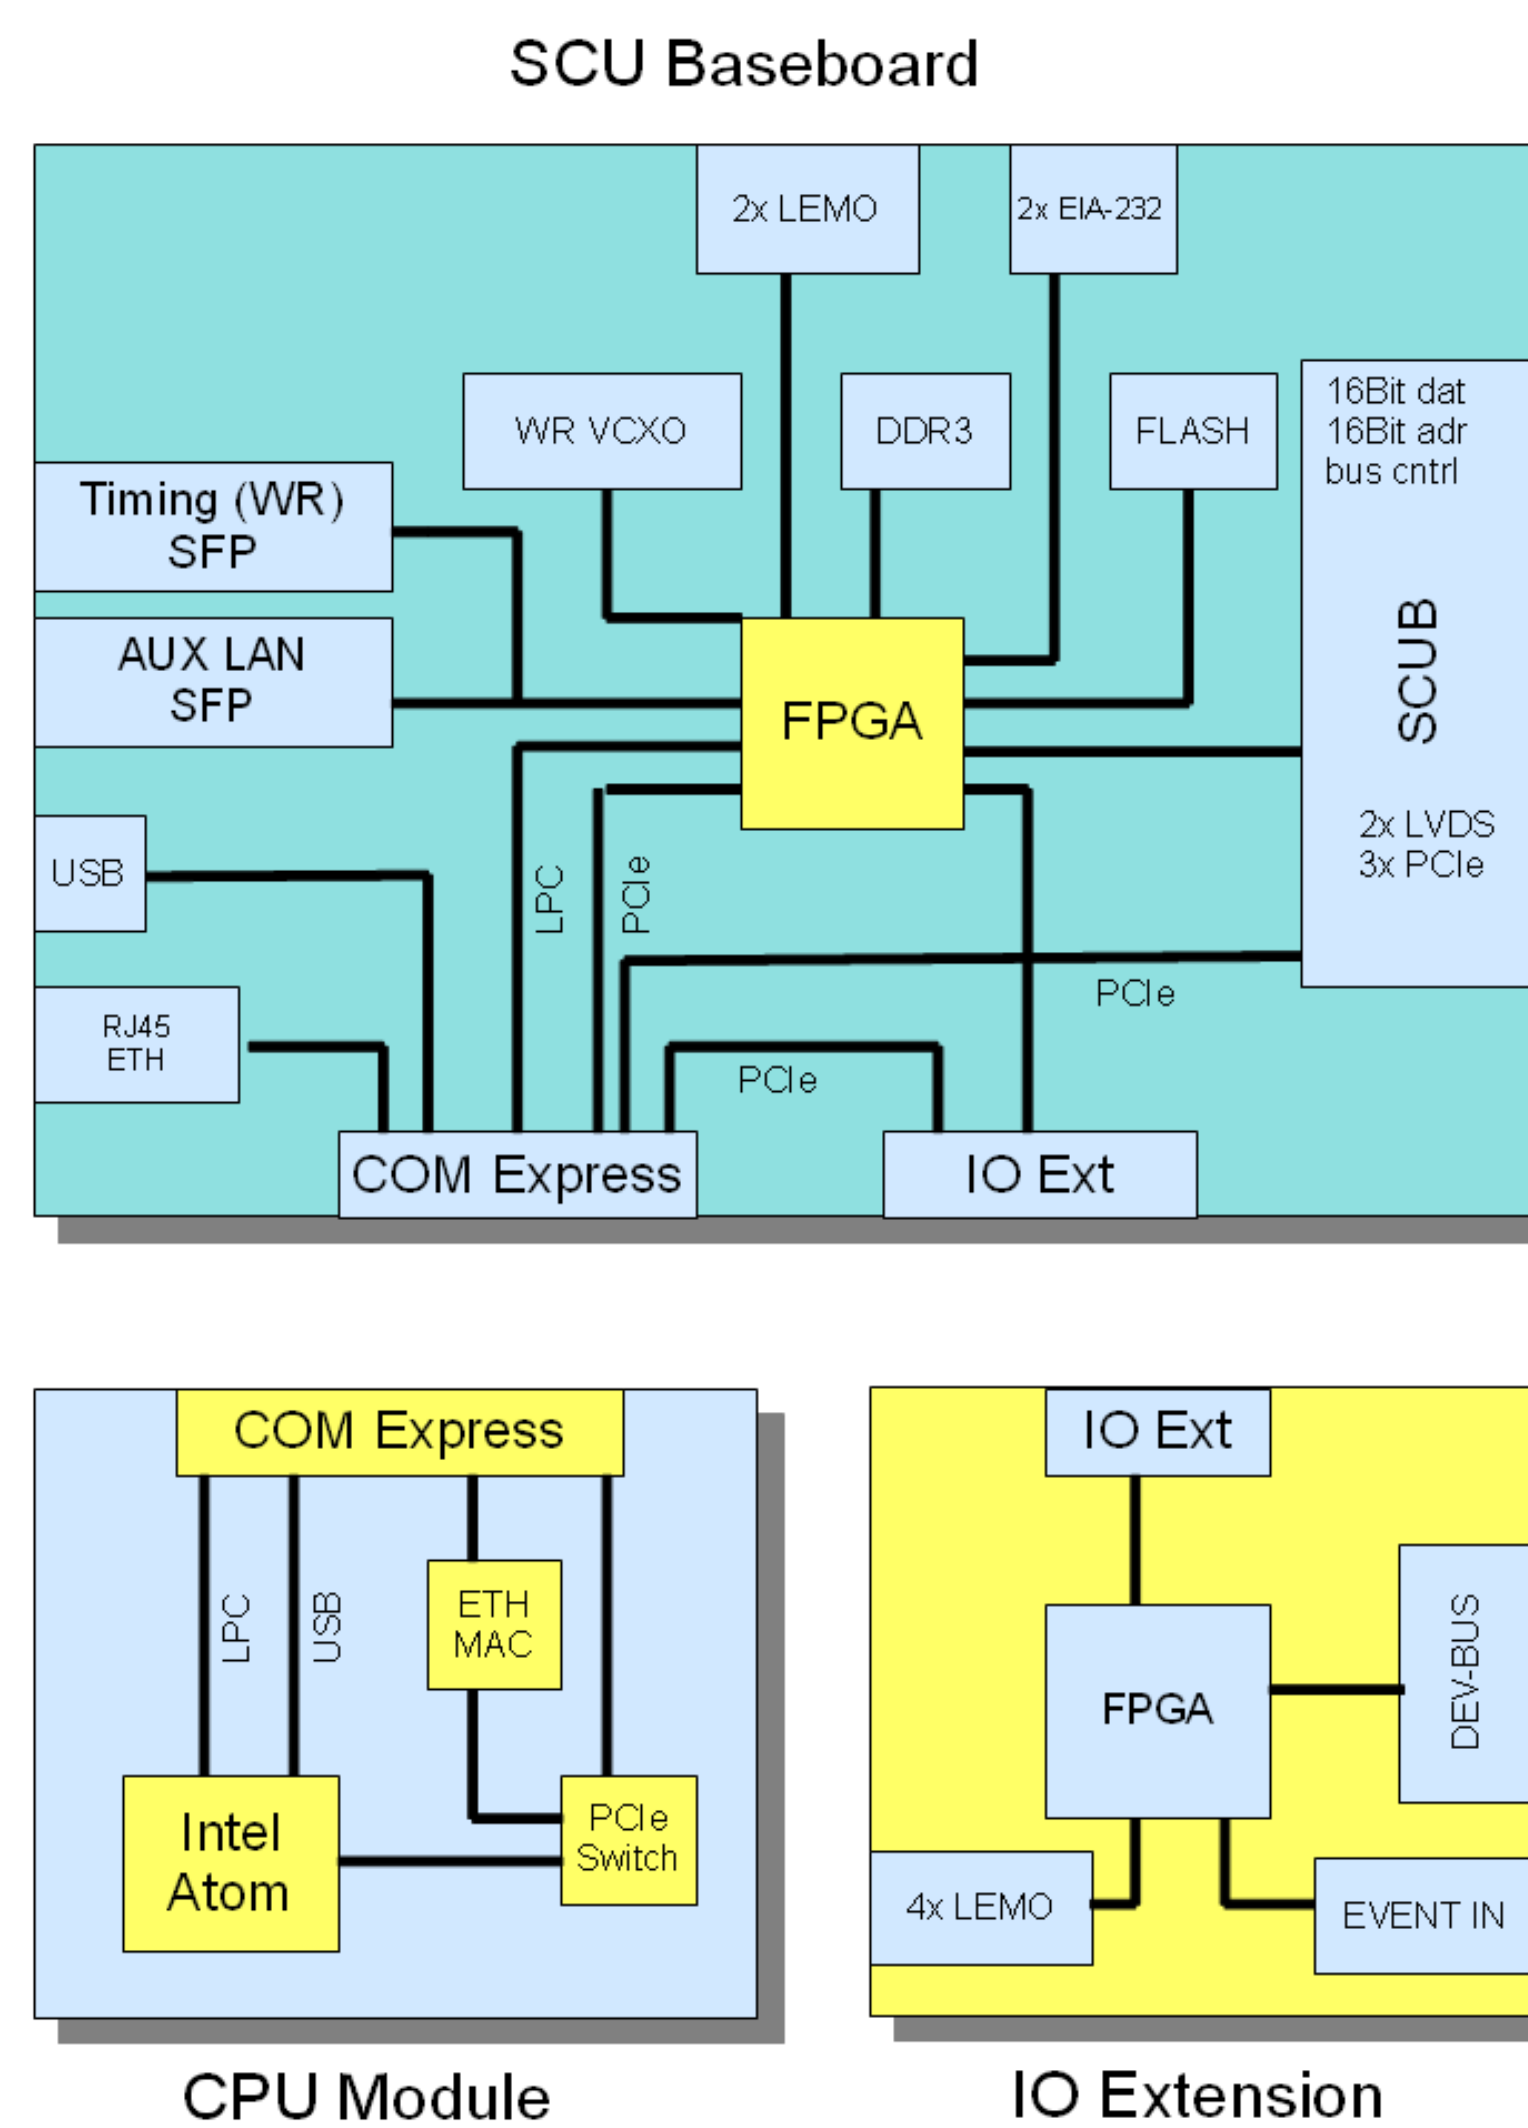 SCU Baseboard
2x LEMO
2x EIA-232
WR VCXO
DDR3
FLASH
16Bit dat
16Bit adr
bus cntrl
Timing (WR)
SFP
AUX LAN
SFP
FPGA
SCUB
2x LVDS
3x PCIe
USB
LPC
PCIe
PCIe
RJ45
ETH
PCIe
COM Express
IO Ext
COM Express
LPC
USB
ETH
MAC
Intel
Atom
PCIe
Switch
CPU Module
IO Ext
FPGA
DEV-BUS
4x LEMO
EVENT IN
IO Extension